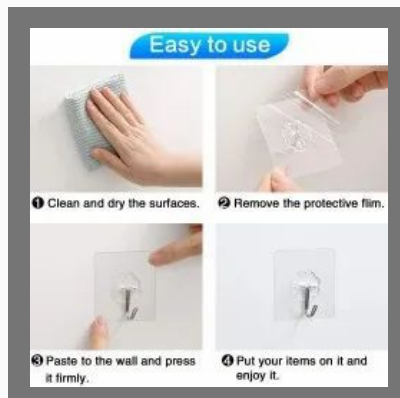 Easy to use
❶ Clean and dry the surfaces.
❷ Remove the protective flim.
❸ Paste to the wall and press
it firmly.
❹ Put your items on it and
enjoy it.